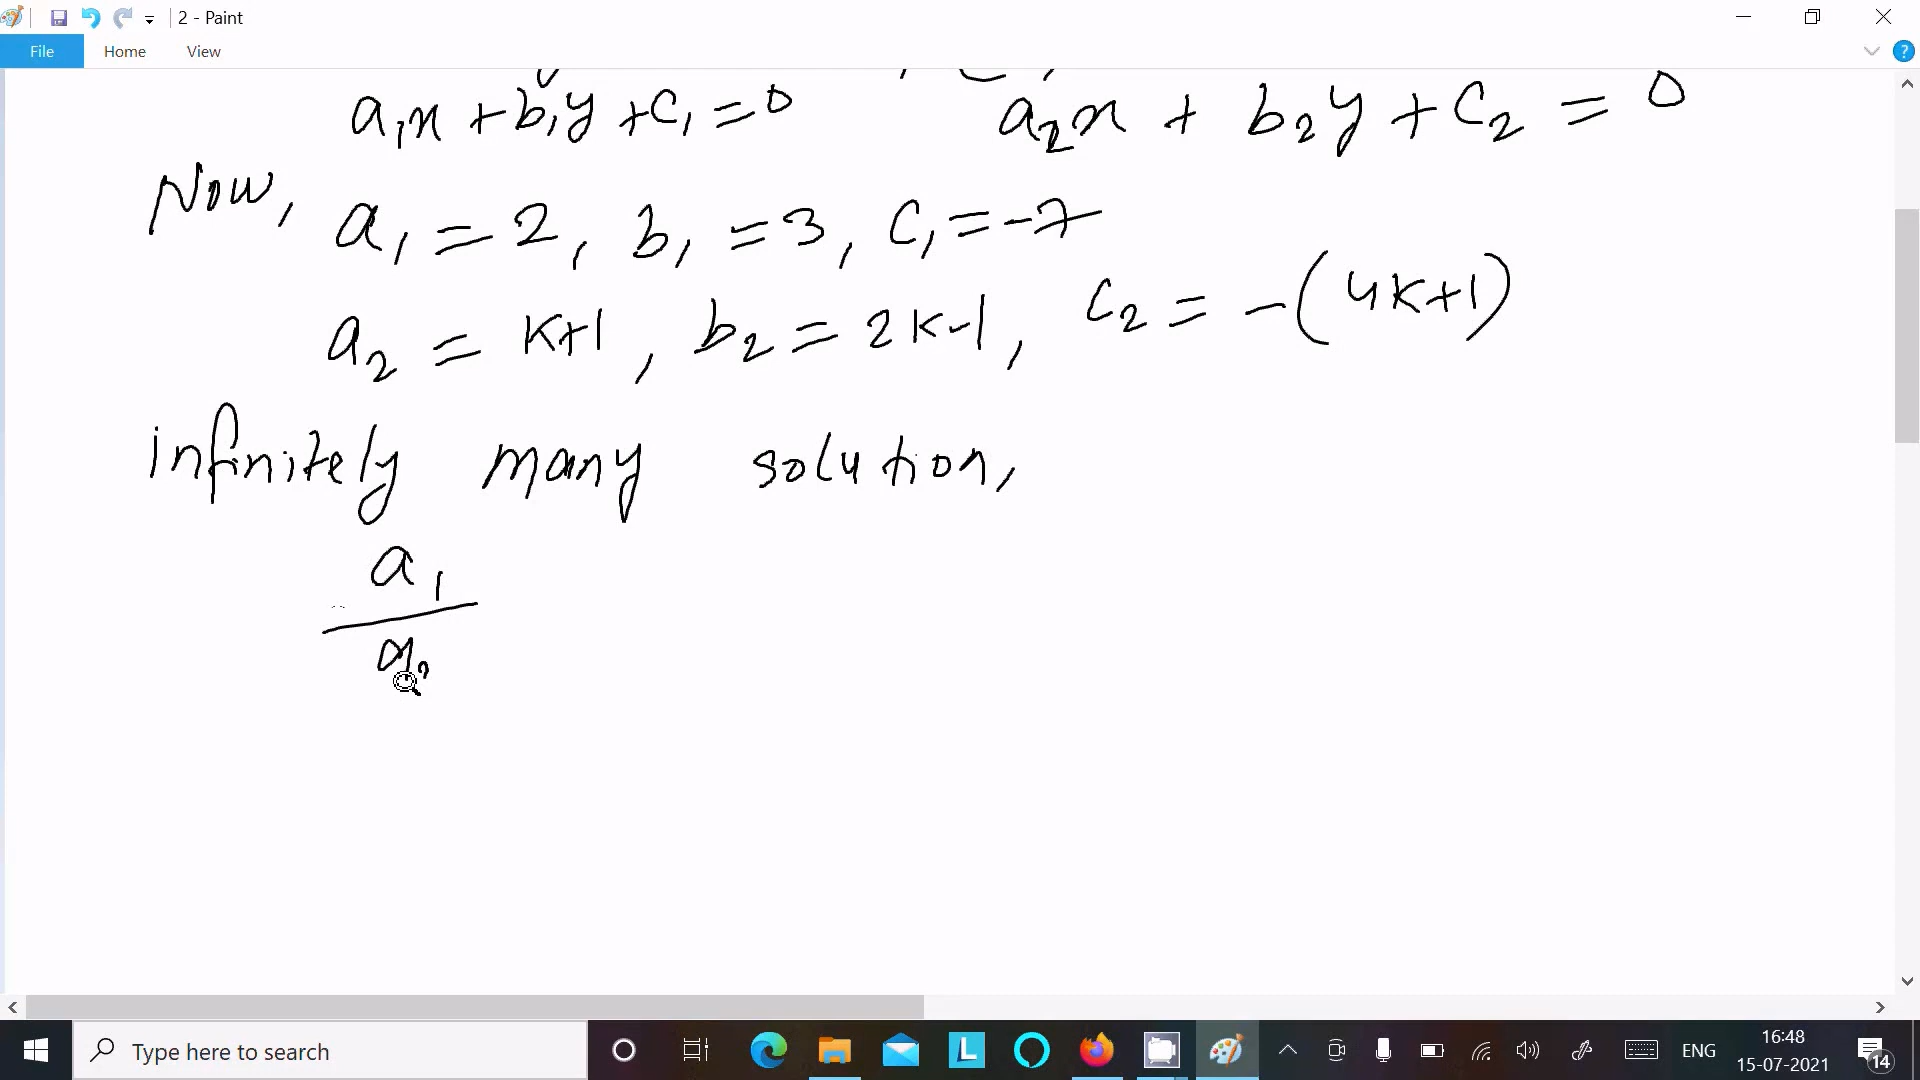 2 - Paint
File Home View
a₁x + b₁y + c₁ = 0 a₂x + b₂y + c₂ = 0
Now,
a₁ = 2, b₁ = 3, c₁ = -7
a₂ = k+1, b₂ = 2k-1, c₂ = -(4k+1)
infinitely many solution,
a₁
a₂
Type here to search
L
ENG
16:48
15-07-2021
14